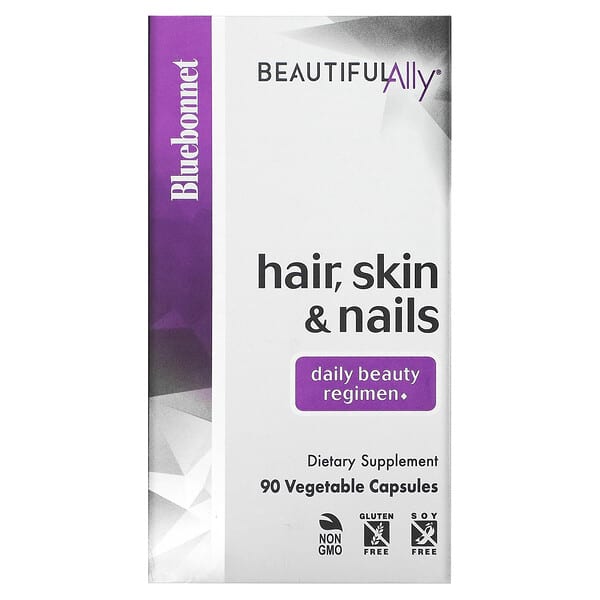 Bluebonnet
BEAUTIFULAlly®
hair, skin
& nails
daily beauty
regimen⬧
Dietary Supplement
90 Vegetable Capsules
NON
GMO
GLUTEN
FREE
SOY
FREE